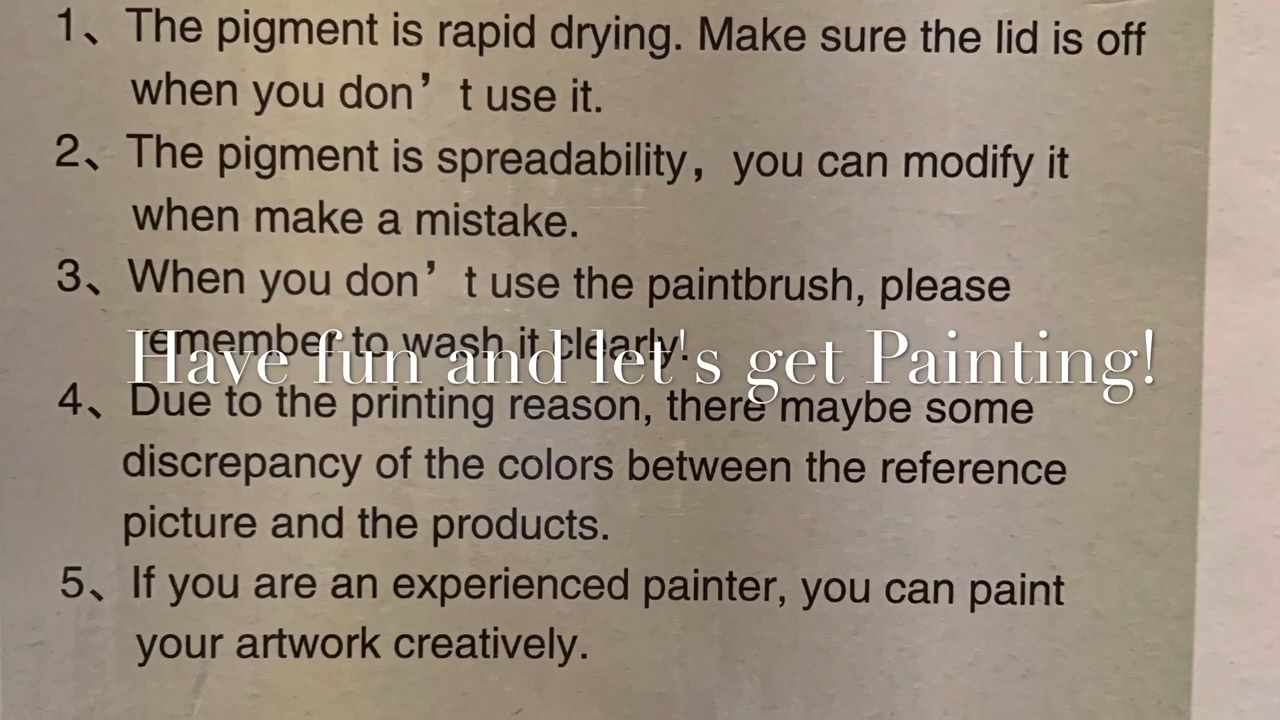 1、The pigment is rapid drying. Make sure the lid is off
when you don’t use it.
2、The pigment is spreadability，you can modify it
when make a mistake.
3、When you don’t use the paintbrush, please
remember to wash it clearly.
Have fun and let's get Painting!
4、Due to the printing reason, there maybe some
discrepancy of the colors between the reference
picture and the products.
5、If you are an experienced painter, you can paint
your artwork creatively.